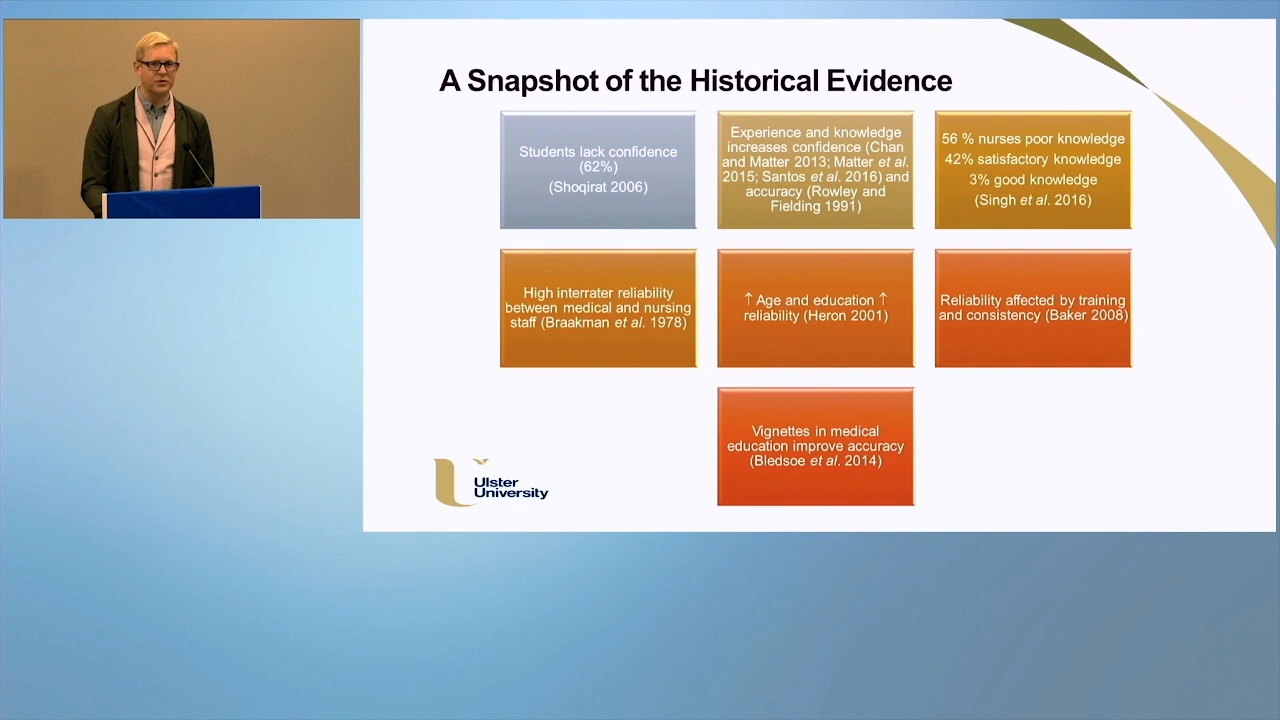 A Snapshot of the Historical Evidence
Students lack confidence
(62%)
(Shoqirat 2006)
Experience and knowledge
increases confidence (Chan
and Matter 2013; Matter et al.
2015; Santos et al. 2016) and
accuracy (Rowley and
Fielding 1991)
56 % nurses poor knowledge
42% satisfactory knowledge
3% good knowledge
(Singh et al. 2016)
High interrater reliability
between medical and nursing
staff (Braakman et al. 1978)
↑ Age and education ↑
reliability (Heron 2001)
Reliability affected by training
and consistency (Baker 2008)
Vignettes in medical
education improve accuracy
(Bledsoe et al. 2014)
Ulster
University